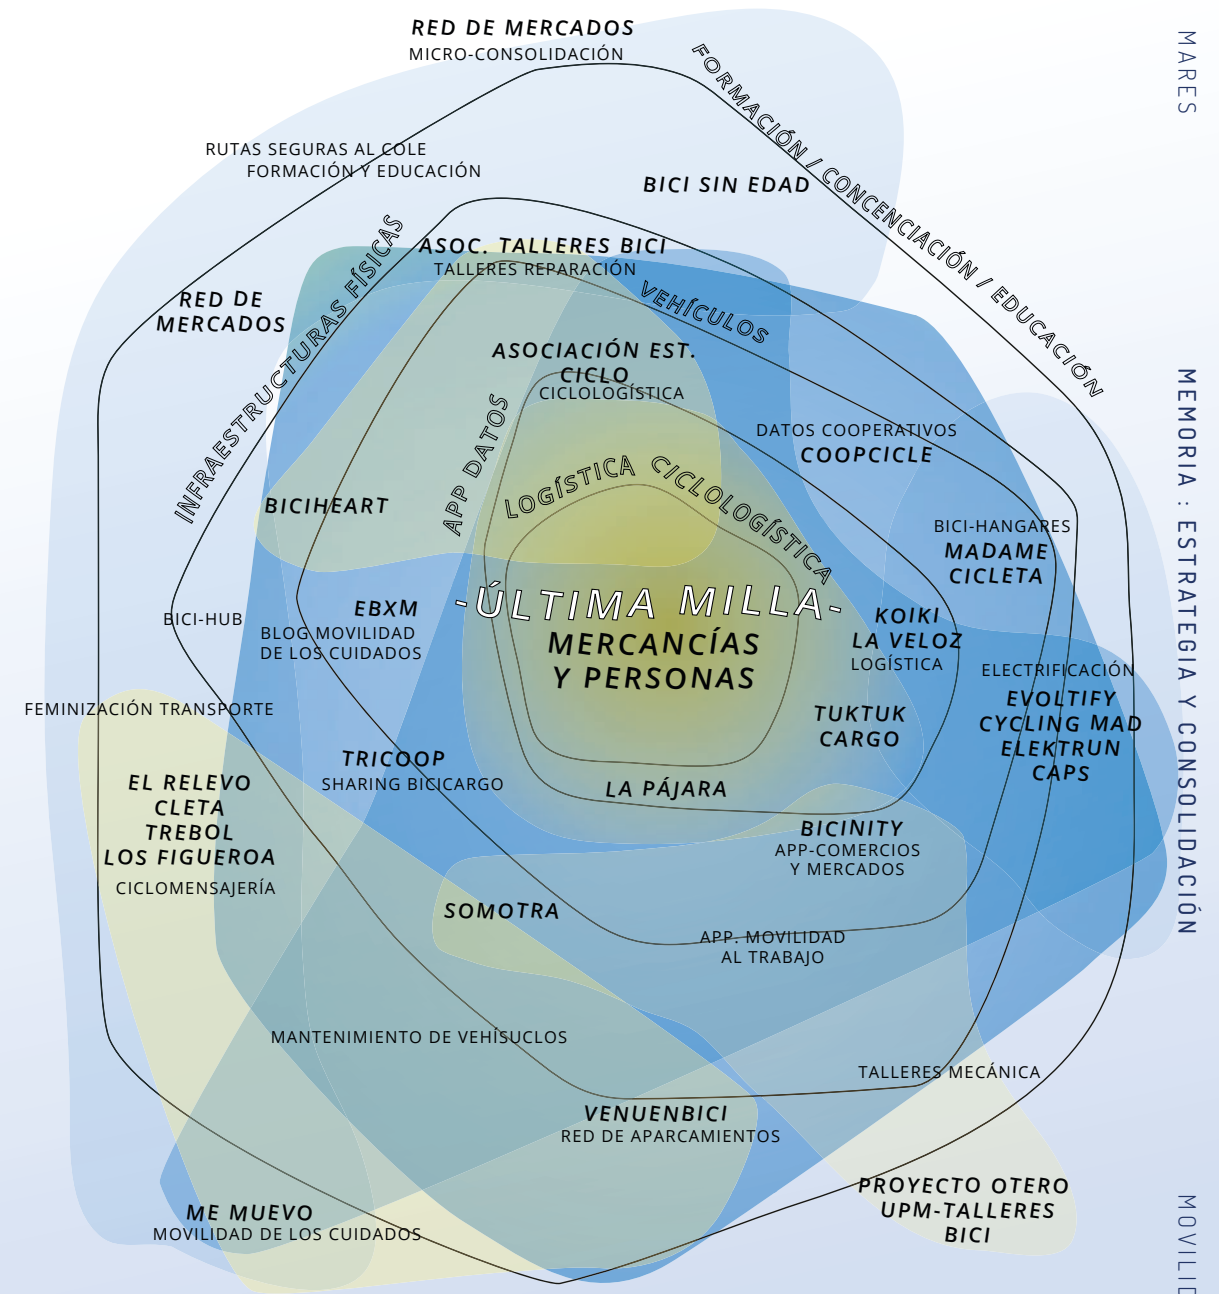 RED DE MERCADOS
MICRO-CONSOLIDACIÓN
FORMACIÓN / CONCENCIACIÓN / EDUCACIÓN
RUTAS SEGURAS AL COLE
FORMACIÓN Y EDUCACIÓN
BICI SIN EDAD
INFRAESTRUCTURAS FÍSICAS
ASOC. TALLERES BICI
TALLERES REPARACIÓN
VEHÍCULOS
RED DE
MERCADOS
ASOCIACIÓN EST.
CICLO
CICLOLOGÍSTICA
APP DATOS
DATOS COOPERATIVOS
COOPCICLE
LOGÍSTICA CICLOLOGÍSTICA
BICIHEART
BICI-HANGARES
MADAME
CICLETA
-ÚLTIMA MILLA-
MERCANCÍAS
Y PERSONAS
BICI-HUB
EBXM
BLOG MOVILIDAD
DE LOS CUIDADOS
KOIKI
LA VELOZ
LOGÍSTICA
ELECTRIFICACIÓN
EVOLTIFY
CYCLING MAD
ELEKTRUN
CAPS
FEMINIZACIÓN TRANSPORTE
TUKTUK
CARGO
TRICOOP
SHARING BICICARGO
LA PÁJARA
EL RELEVO
CLETA
TREBOL
LOS FIGUEROA
CICLOMENSAJERÍA
BICINITY
APP-COMERCIOS
Y MERCADOS
SOMOTRA
APP. MOVILIDAD
AL TRABAJO
MANTENIMIENTO DE VEHÍSUCLOS
TALLERES MECÁNICA
VENUENBICI
RED DE APARCAMIENTOS
PROYECTO OTERO
UPM-TALLERES
BICI
ME MUEVO
MOVILIDAD DE LOS CUIDADOS
MARES
MEMORIA : ESTRATEGIA Y CONSOLIDACIÓN